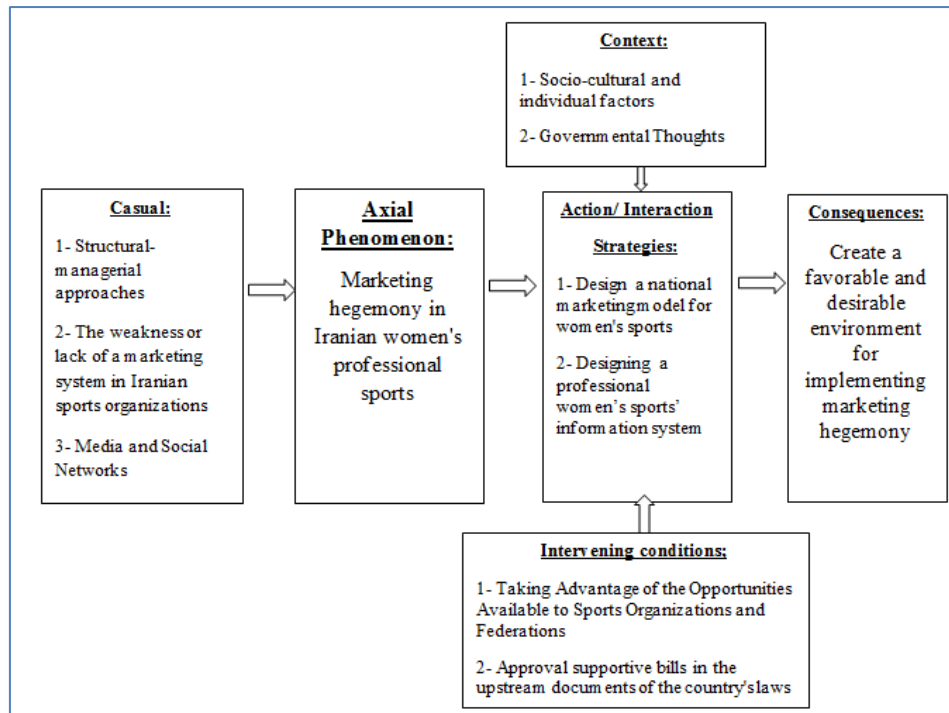 Context:
1- Socio-cultural and
individual factors
2- Governmental Thoughts
Casual:
1- Structural-
managerial
approaches
2- The weakness or
lack of a marketing
system in Iranian
sports organizations
3- Media and Social
Networks
Axial
Phenomenon:
Marketing
hegemony in
Iranian women's
professional
sports
Action/ Interaction
Strategies:
1- Design a national
marketing model for
women's sports
2- Designing a
professional
women's sports'
information system
Consequences:
Create a
favorable and
desirable
environment
for
implementing
marketing
hegemony
Intervening conditions:
1- Taking Advantage of the Opportunities
Available to Sports Organizations and
Federations
2- Approval supportive bills in the
upstream documents of the country's laws